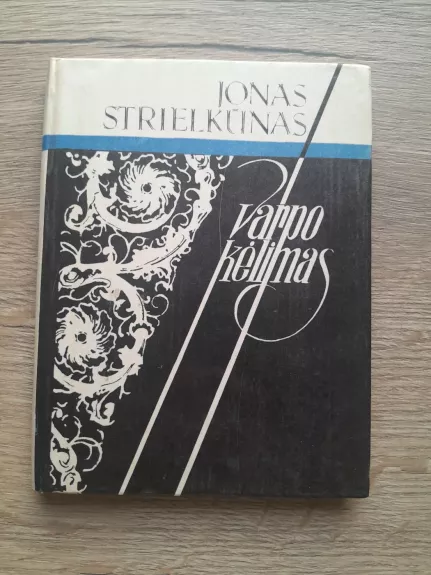 JONAS
STRIELKŪNAS
Varpo
kėlimas